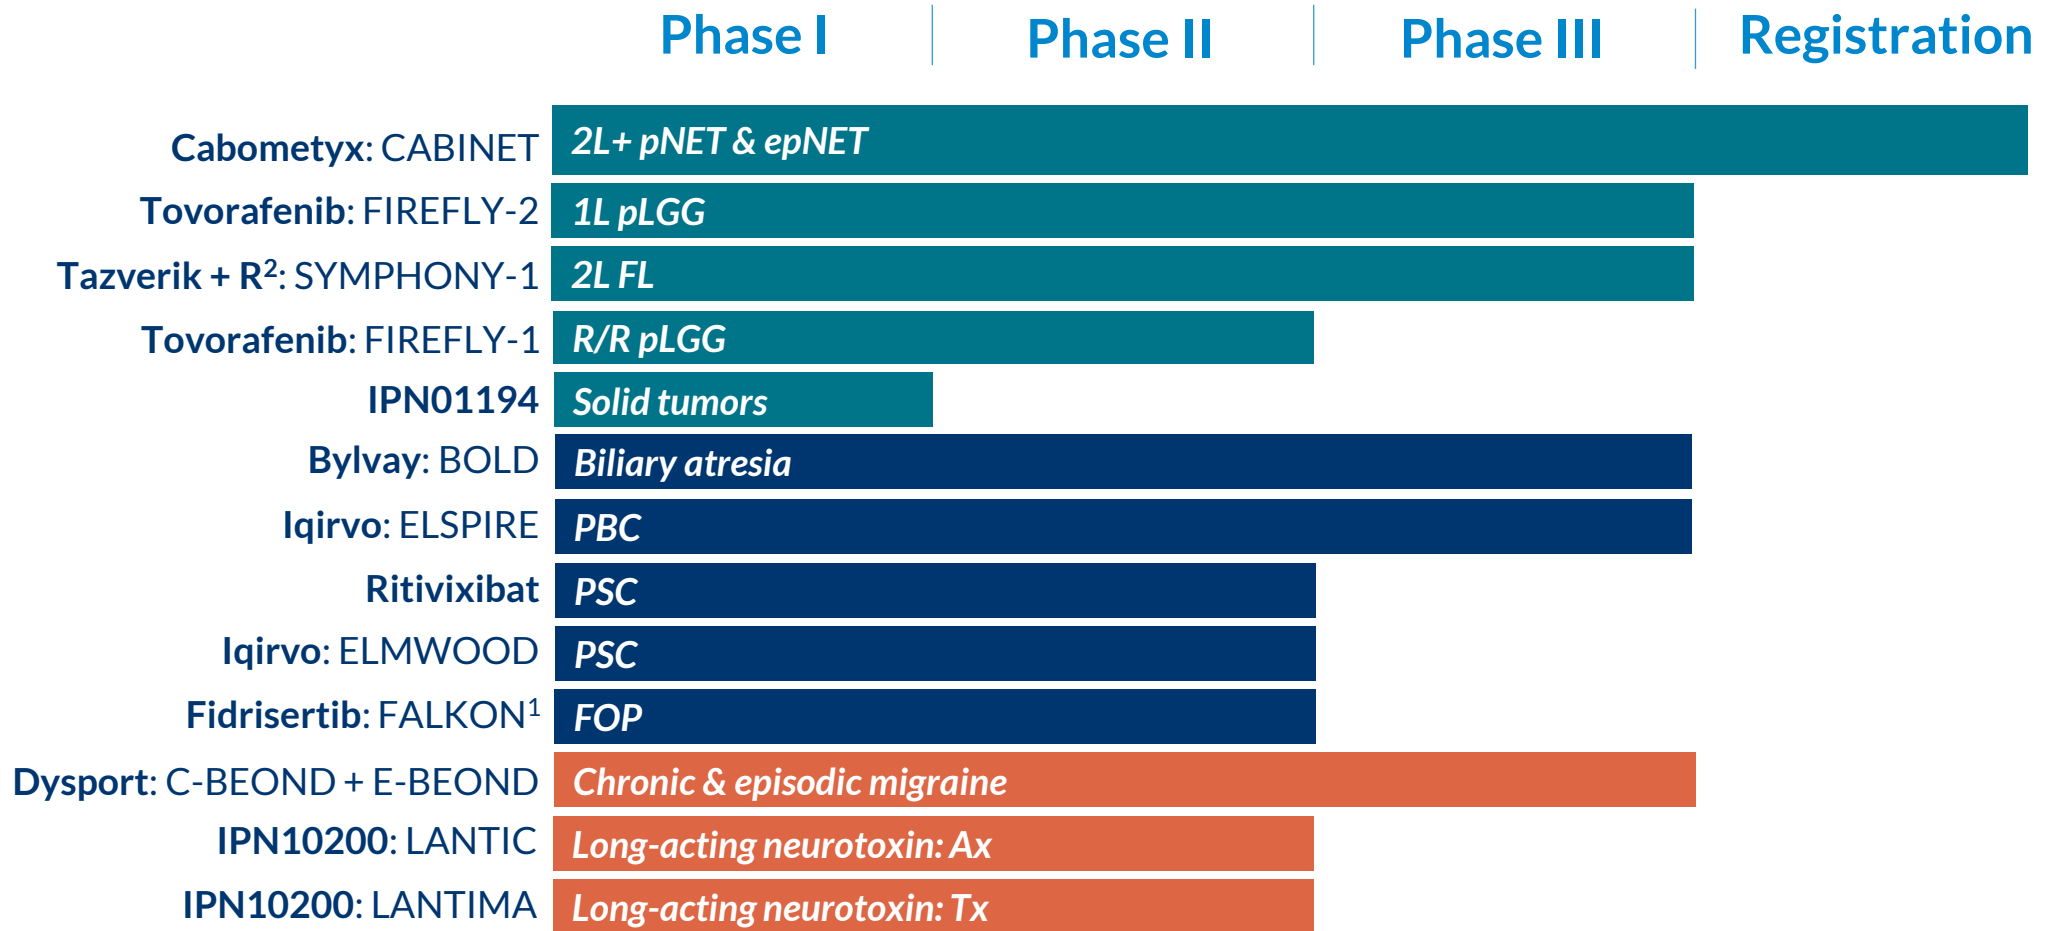 Phase I Phase II Phase III Registration
Cabometyx: CABINET 2L+ pNET & epNET
Tovorafenib: FIREFLY-2 1L pLGG
Tazverik + R²: SYMPHONY-1 2L FL
Tovorafenib: FIREFLY-1 R/R pLGG
IPN01194 Solid tumors
Bylvay: BOLD Biliary atresia
Iqirvo: ELSPIRE PBC
Ritivixibat PSC
Iqirvo: ELMWOOD PSC
Fidrisertib: FALKON¹ FOP
Dysport: C-BEOND + E-BEOND Chronic & episodic migraine
IPN10200: LANTIC Long-acting neurotoxin: Ax
IPN10200: LANTIMA Long-acting neurotoxin: Tx